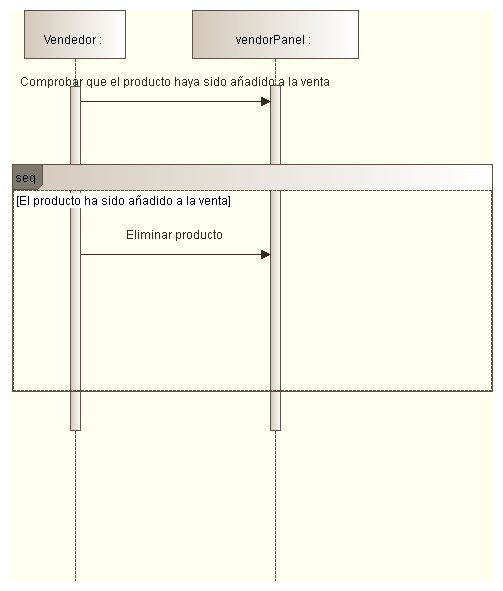 Vendedor :
vendorPanel :
Comprobar que el producto haya sido añadido a la venta
seq
[El producto ha sido añadido a la venta]
Eliminar producto